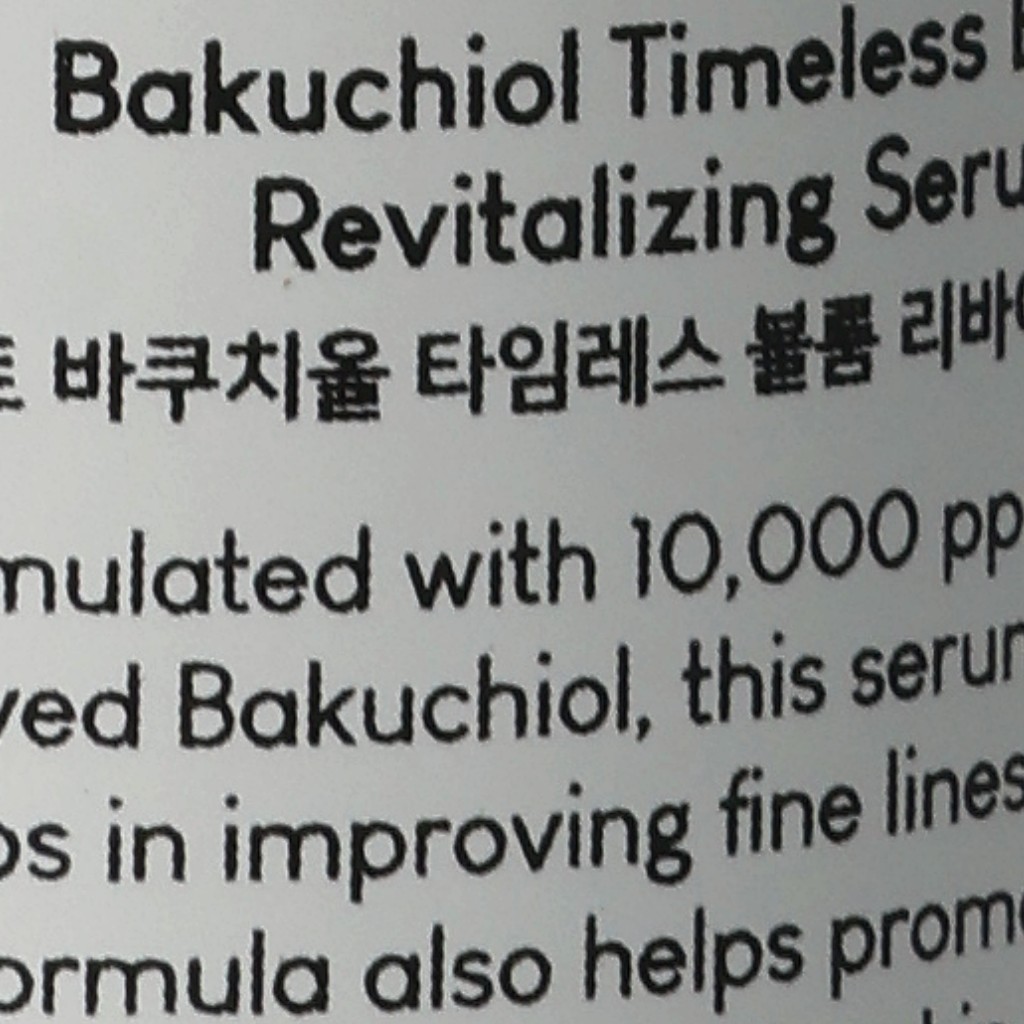 Bakuchiol Timeless
Revitalizing Seru
바쿠치올 타임레스 볼륨 리바
mulated with 10,000 pp
ved Bakuchiol, this serum
ps in improving fine lines
ormula also helps prom